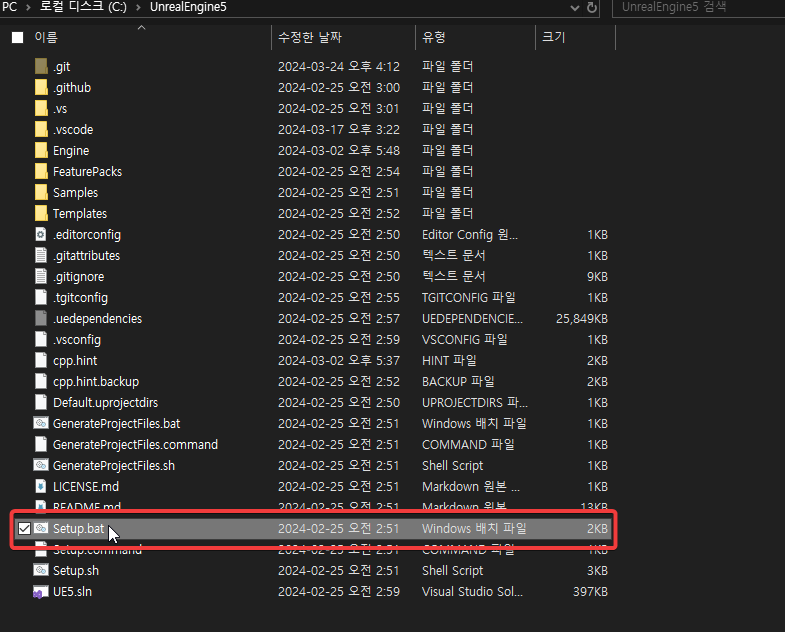 PC > 로컬 디스크 (C:) > UnrealEngine5
UnrealEngine5 검색
이름 수정한 날짜 유형 크기
.git 2024-03-24 오후 4:12 파일 폴더
.github 2024-02-25 오전 3:00 파일 폴더
.vs 2024-02-25 오전 3:01 파일 폴더
.vscode 2024-03-17 오후 3:22 파일 폴더
Engine 2024-03-02 오후 5:48 파일 폴더
FeaturePacks 2024-02-25 오전 2:54 파일 폴더
Samples 2024-02-25 오전 2:51 파일 폴더
Templates 2024-02-25 오전 2:52 파일 폴더
.editorconfig 2024-02-25 오전 2:50 Editor Config 원... 1KB
.gitattributes 2024-02-25 오전 2:50 텍스트 문서 1KB
.gitignore 2024-02-25 오전 2:50 텍스트 문서 9KB
.tgitconfig 2024-02-25 오전 2:55 TGITCONFIG 파일 1KB
.uedependencies 2024-02-25 오전 2:57 UEDEPENDENCIE... 25,849KB
.vsconfig 2024-02-25 오전 2:59 VSCONFIG 파일 1KB
cpp.hint 2024-03-02 오후 5:37 HINT 파일 2KB
cpp.hint.backup 2024-02-25 오전 2:52 BACKUP 파일 2KB
Default.uprojectdirs 2024-02-25 오전 2:50 UPROJECTDIRS 파... 1KB
GenerateProjectFiles.bat 2024-02-25 오전 2:51 Windows 배치 파일 1KB
GenerateProjectFiles.command 2024-02-25 오전 2:51 COMMAND 파일 1KB
GenerateProjectFiles.sh 2024-02-25 오전 2:51 Shell Script 1KB
LICENSE.md 2024-02-25 오전 2:51 Markdown 원본 ... 1KB
README.md 2024-02-25 오전 2:51 Markdown 원본 ... 13KB
Setup.bat 2024-02-25 오전 2:51 Windows 배치 파일 2KB
Setup.command 2024-02-25 오전 2:51 COMMAND 파일 1KB
Setup.sh 2024-02-25 오전 2:51 Shell Script 3KB
UE5.sln 2024-02-25 오전 2:59 Visual Studio Sol... 397KB